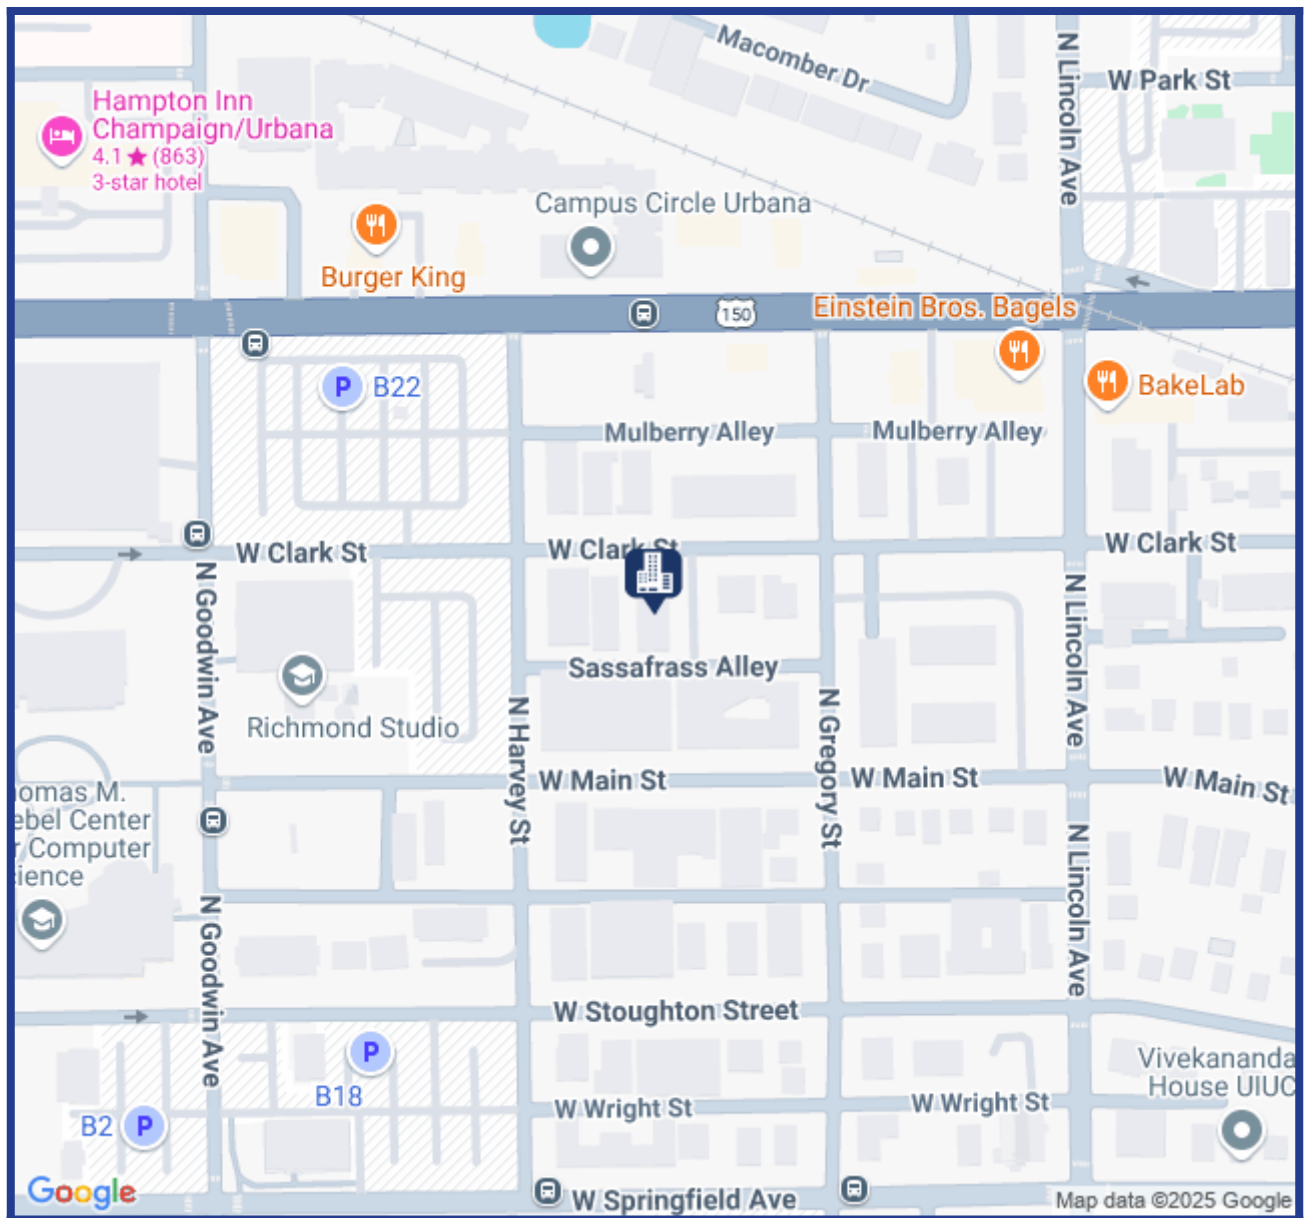 Macomber Dr
N Lincoln Ave
W Park St
Hampton Inn
Champaign/Urbana
4.1 ★ (863)
3-star hotel
Campus Circle Urbana
Burger King
150
Einstein Bros. Bagels
P B22
BakeLab
Mulberry Alley
Mulberry Alley
W Clark St
W Clark St
W Clark St
N Goodwin Ave
N Lincoln Ave
Sassafrass Alley
Richmond Studio
N Harvey St
N Gregory St
W Main St
W Main St
W Main St
omas M.
ebel Center
r Computer
ience
N Lincoln Ave
N Goodwin Ave
W Stoughton Street
P
B18
Vivekananda
House UIUC
B2 P
W Wright St
W Wright St
Google
W Springfield Ave
Map data ©2025 Google